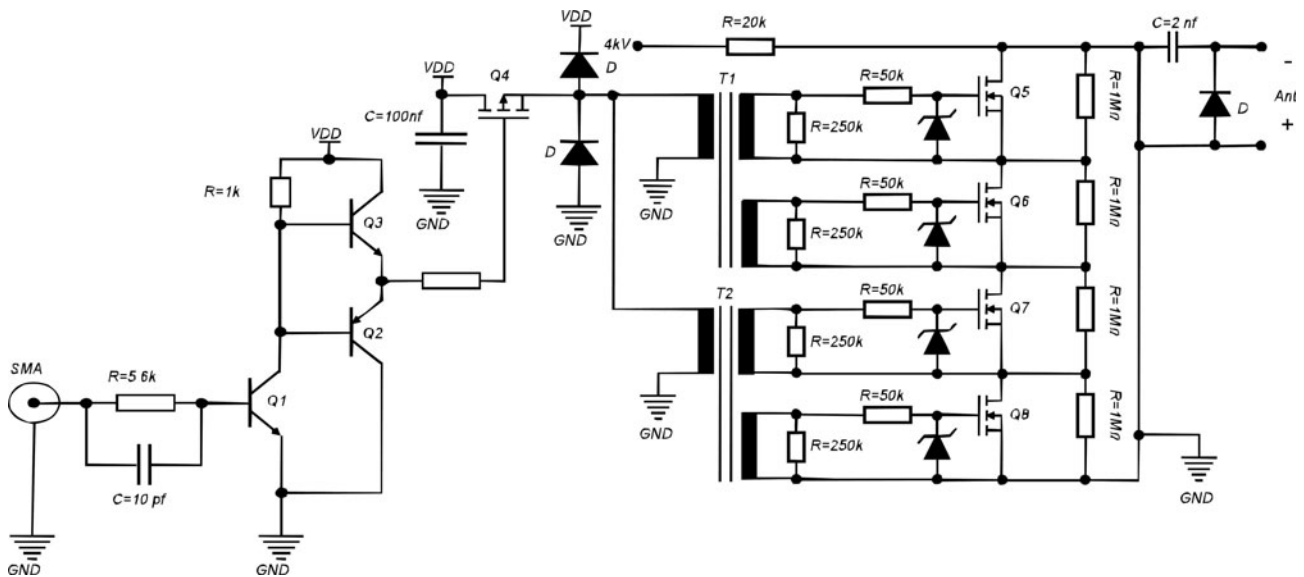 VDD
4kV
R=20k
C=2 nf
D
VDD
Q4
T1
R=50k
Q5
R=1MΩ
-
Ant
+
D
C=100nf
VDD
D
R=250k
R=1k
GND
GND
GND
Q3
R=50k
Q6
R=1MΩ
R=250k
T2
R=50k
Q7
R=1MΩ
Q2
R=250k
SMA
R=5 6k
Q1
GND
R=50k
Q8
R=1MΩ
R=250k
C=10 pf
GND
GND
GND